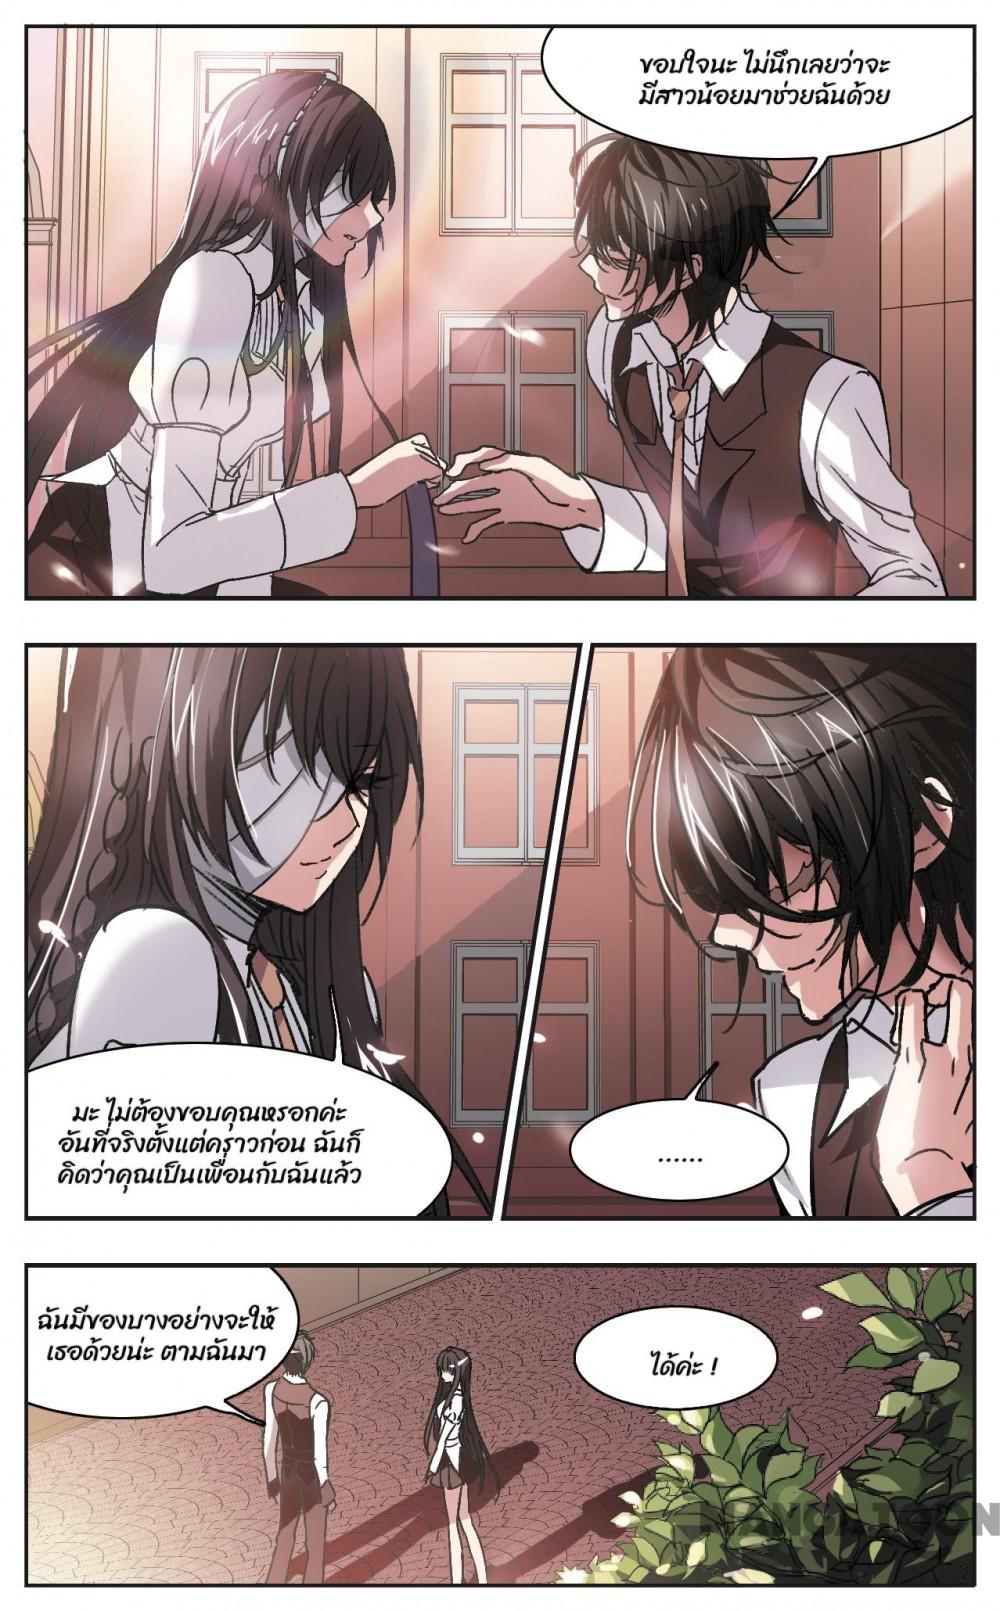 ขอบใจนะ ไม่นึกเลยว่าจะ
มีสาวน้อยมาช่วยฉันด้วย
มะ ไม่ต้องขอบคุณหรอกค่ะ
อันที่จริงตั้งแต่คราวก่อน ฉันก็
คิดว่าคุณเป็นเพื่อนกับฉันแล้ว
......
ฉันมีของบางอย่างจะให้
เธอด้วยน่ะ ตามฉันมา
ได้ค่ะ !